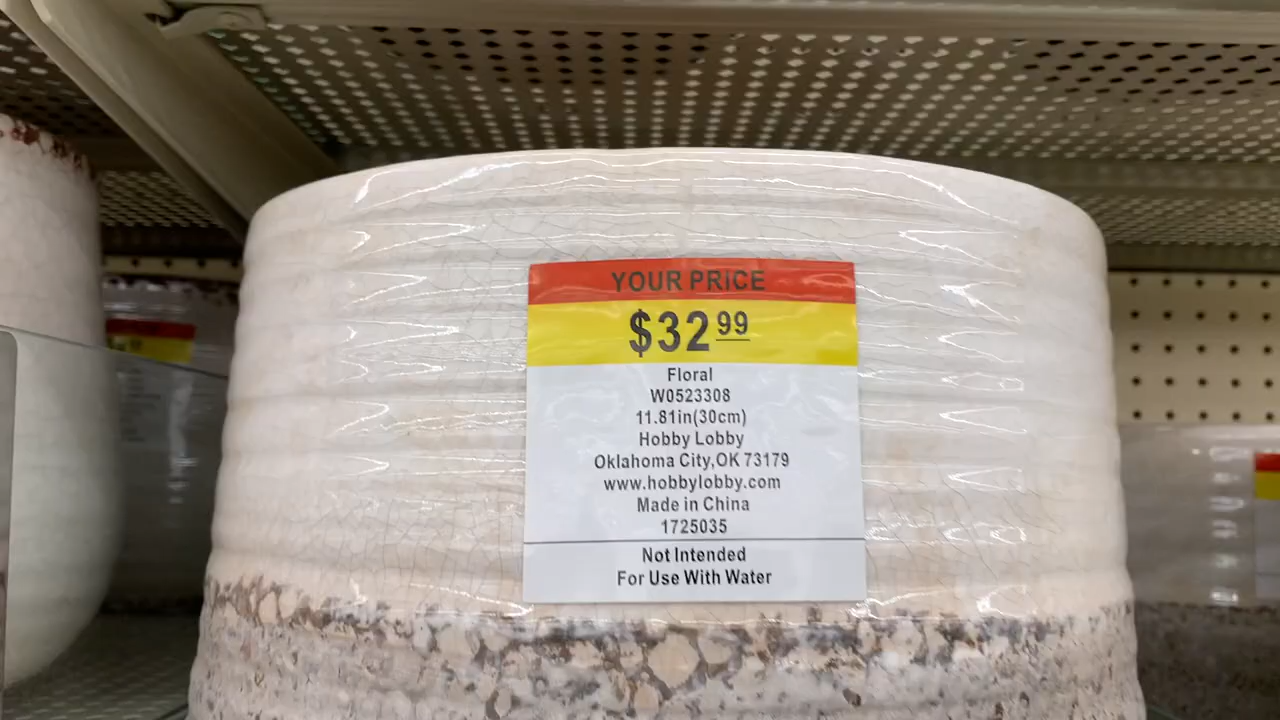 YOUR PRICE
$32 99
Floral
W0523308
11.81in(30cm)
Hobby Lobby
Oklahoma City,OK 73179
www.hobbylobby.com
Made in China
1725035
Not Intended
For Use With Water